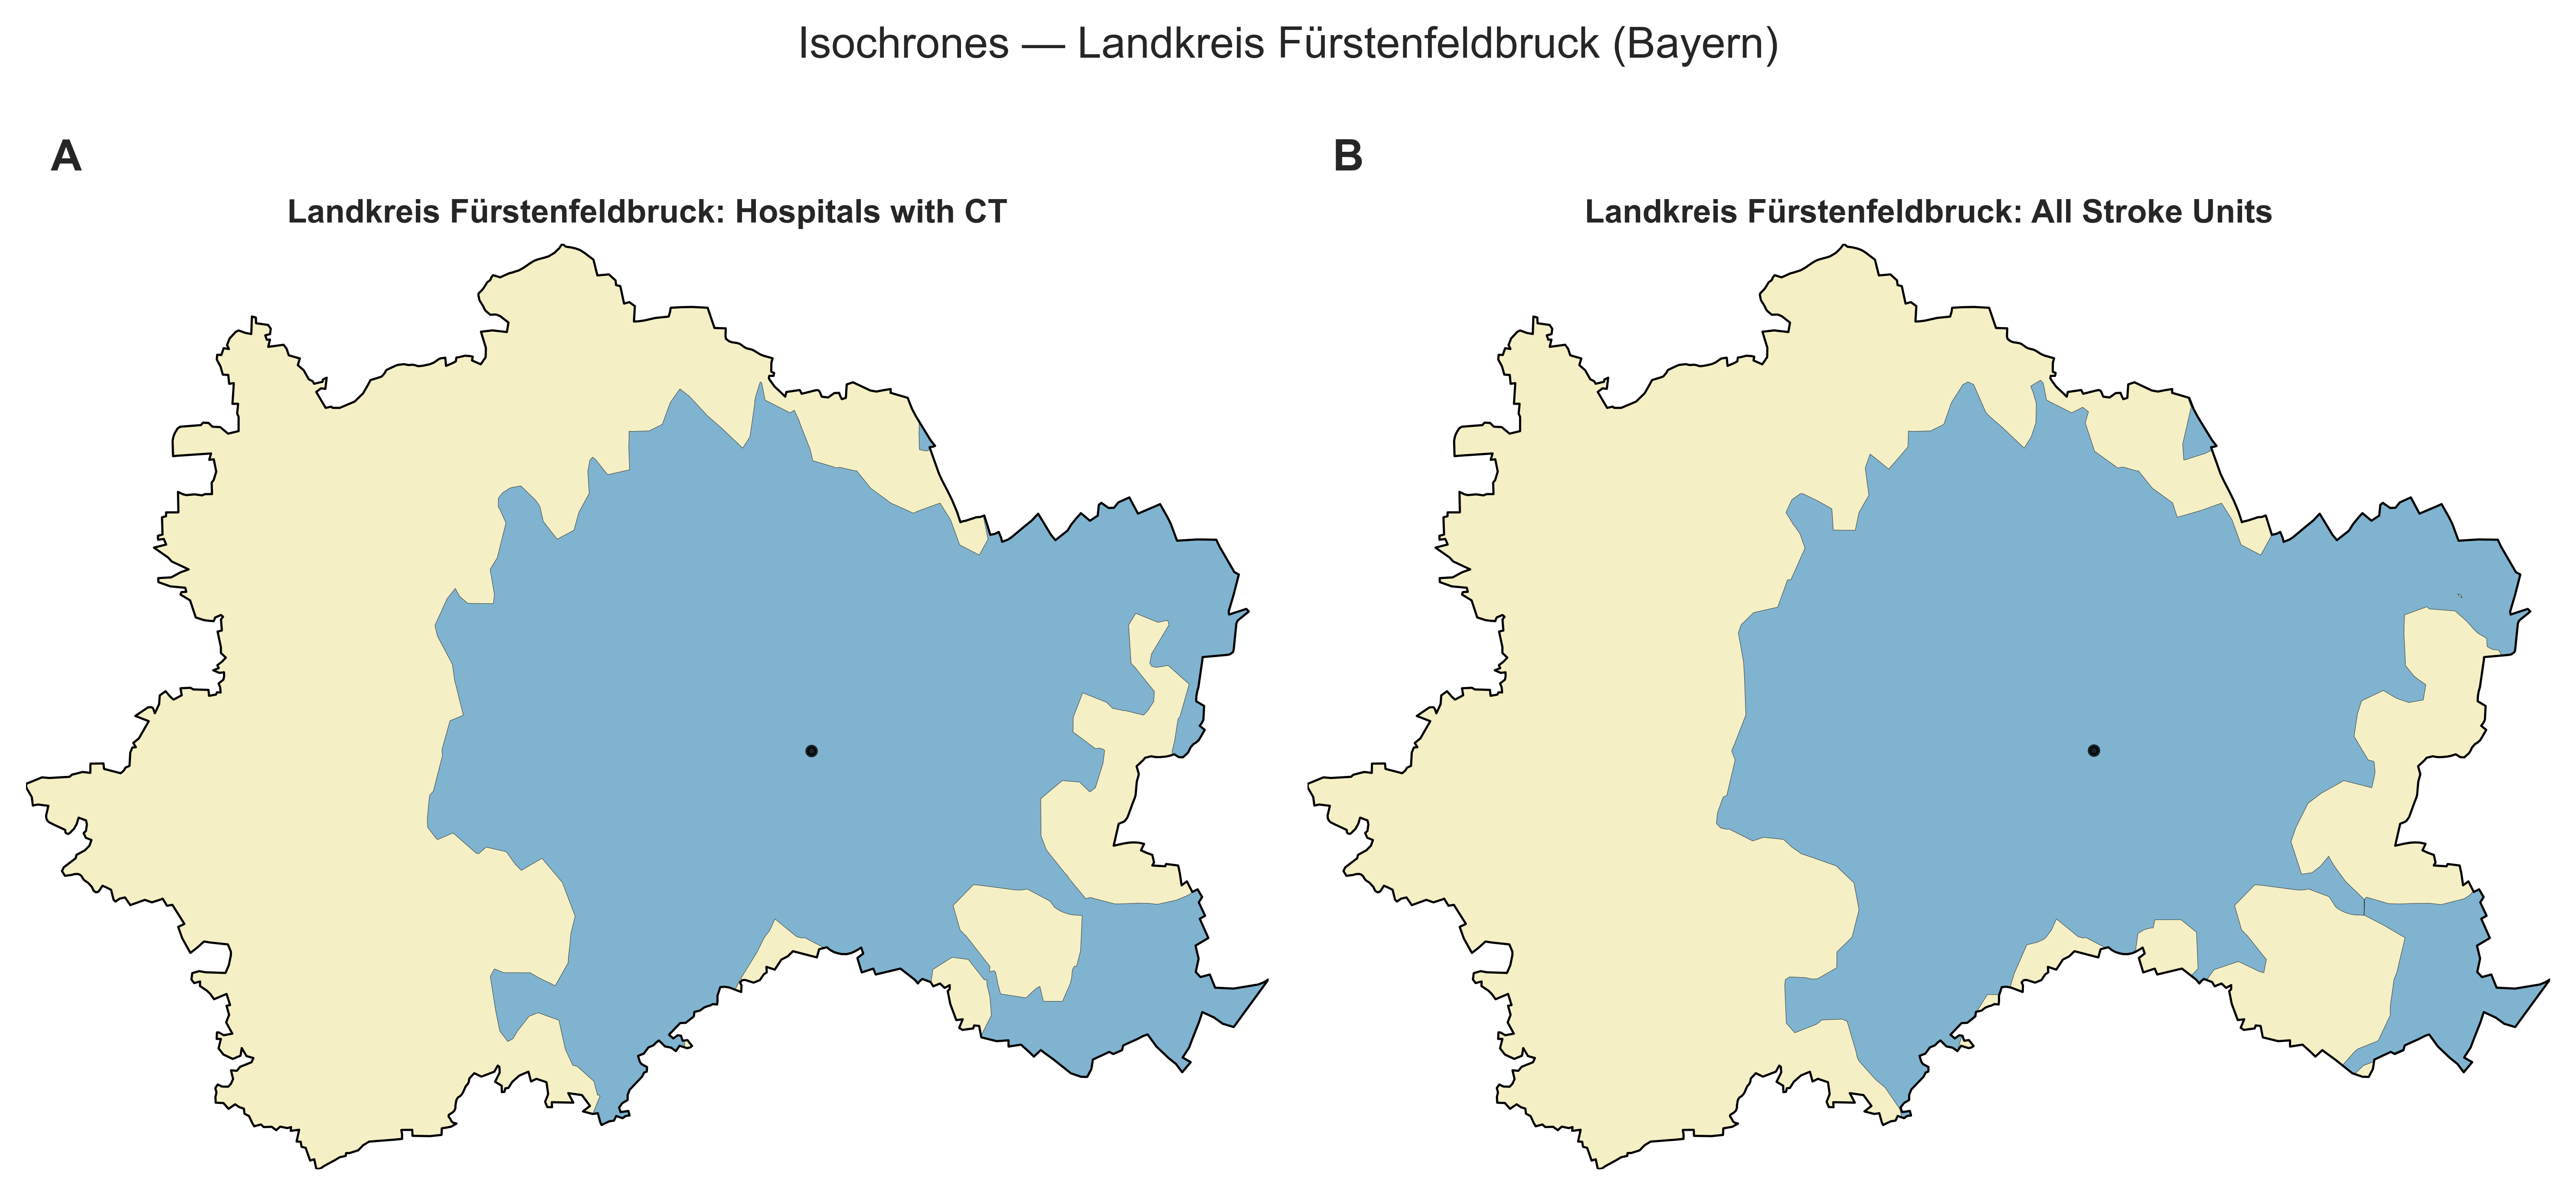 Isochrones — Landkreis Fürstenfeldbruck (Bayern)
A
B
Landkreis Fürstenfeldbruck: Hospitals with CT
Landkreis Fürstenfeldbruck: All Stroke Units